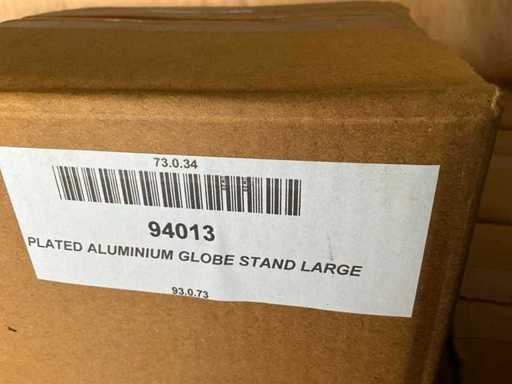 73.0.34
94013
PLATED ALUMINIUM GLOBE STAND LARGE
93.0.73